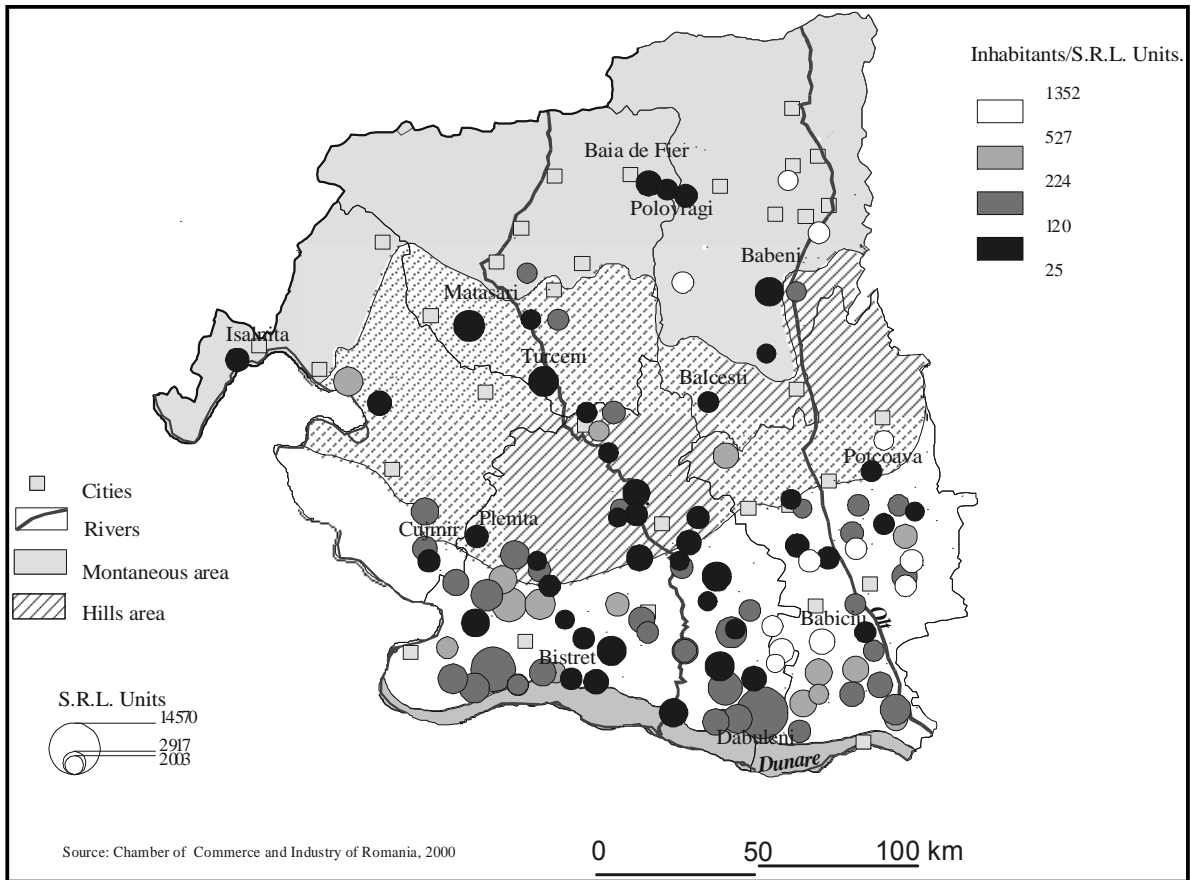 Inhabitants/S.R.L. Units.
1352
527
224
120
25
Baia de Fier
Polovragi
Babeni
Matasari
Isalnita
Turceni
Balcesti
Potcoava
Cujmir
Plenita
Babiciu
Olt
Bistret
Dabuleni
Dunare
Cities
Rivers
Montaneous area
Hills area
S.R.L. Units
14570
2917
2003
Source: Chamber of Commerce and Industry of Romania, 2000
0 50 100 km